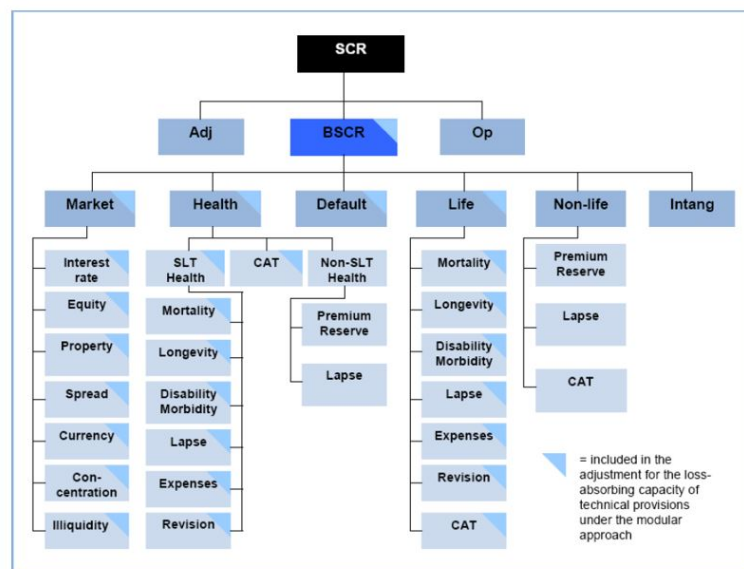 SCR
Adj
BSCR
Op
Market
Health
Default
Life
Non-life
Intang
Interest
rate
Equity
Property
Spread
Currency
Con-
centration
Illiquidity
SLT
Health
CAT
Non-SLT
Health
Mortality
Longevity
Disability
Morbidity
Lapse
Expenses
Revision
Premium
Reserve
Lapse
Mortality
Longevity
Disability
Morbidity
Lapse
Expenses
Revision
CAT
Premium
Reserve
Lapse
CAT
= included in the
adjustment for the loss-
absorbing capacity of
technical provisions
under the modular
approach